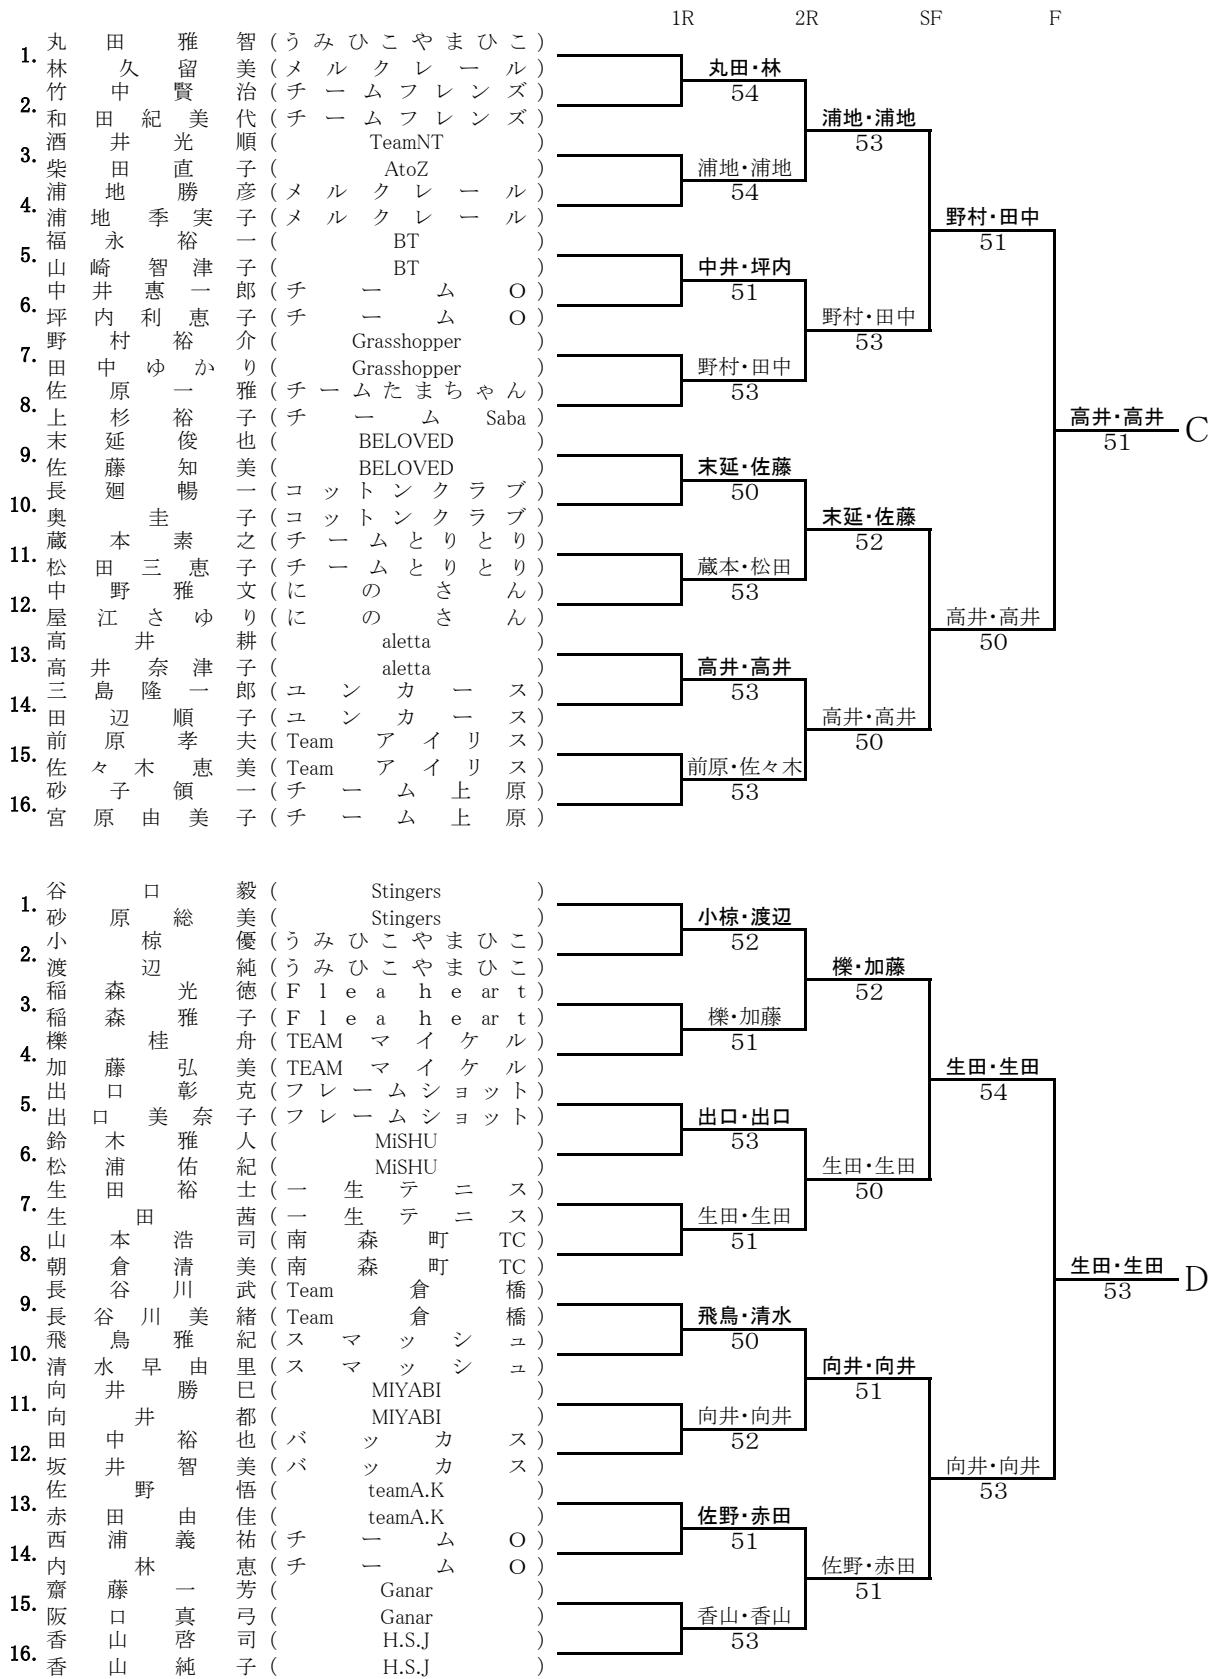 1R 2R SF F
1. 丸田雅智(うみひこやまひこ)
林久留美(メルクレール)
丸田・林
54
2. 竹中賢治(チームフレンズ)
和田紀美代(チームフレンズ)
浦地・浦地
53
3. 酒井光順(TeamNT)
柴田直子(AtoZ)
浦地・浦地
54
4. 浦地勝彦(メルクレール)
浦地季実子(メルクレール)
野村・田中
51
5. 福永裕一(BT)
山崎智津子(BT)
中井・坪内
51
6. 中井惠一郎(チームO)
坪内利恵子(チームO)
野村・田中
53
7. 野村裕介(Grasshopper)
田中ゆかり(Grasshopper)
野村・田中
53
8. 佐原一雅(チームたまちゃん)
上杉裕子(チームSaba)
高井・高井
51
C
9. 末延俊也(BELOVED)
佐藤知美(BELOVED)
末延・佐藤
50
10. 長廻暢一(コットンクラブ)
奥圭子(コットンクラブ)
末延・佐藤
52
11. 蔵本素之(チームとりとり)
松田三恵子(チームとりとり)
蔵本・松田
53
12. 中野雅文(にのさん)
屋江さゆり(にのさん)
高井・高井
50
13. 高井耕(aletta)
高井奈津子(aletta)
高井・高井
53
14. 三島隆一郎(ユンカース)
田辺順子(ユンカース)
高井・高井
50
15. 前原孝夫(Team アイリス)
佐々木恵美(Team アイリス)
前原・佐々木
53
16. 砂子領一(チーム上原)
宮原由美子(チーム上原)
1. 谷口毅(Stingers)
砂原総美(Stingers)
小椋・渡辺
52
2. 小椋優(うみひこやまひこ)
渡辺純(うみひこやまひこ)
櫟・加藤
52
3. 稲森光徳(Flea heart)
稲森雅子(Flea heart)
櫟・加藤
51
4. 櫟桂舟(TEAM マイケル)
加藤弘美(TEAM マイケル)
生田・生田
54
5. 出口彰克(フレームショット)
出口美奈子(フレームショット)
出口・出口
53
6. 鈴木雅人(MiSHU)
松浦佑紀(MiSHU)
生田・生田
50
7. 生田裕士(一生テニス)
生田茜(一生テニス)
生田・生田
51
8. 山本浩司(南森町TC)
朝倉清美(南森町TC)
生田・生田
53
D
9. 長谷川武(Team 倉橋)
長谷川美緒(Team 倉橋)
飛鳥・清水
50
10. 飛鳥雅紀(スマッシュ)
清水早由里(スマッシュ)
向井・向井
51
11. 向井勝巳(MIYABI)
向井都(MIYABI)
向井・向井
52
12. 田中裕也(バッカス)
坂井智美(バッカス)
向井・向井
53
13. 佐野悟(teamA.K)
赤田由佳(teamA.K)
佐野・赤田
51
14. 西浦義祐(チームO)
内林恵(チームO)
佐野・赤田
51
15. 齋藤一芳(Ganar)
阪口真弓(Ganar)
香山・香山
53
16. 香山啓司(H.S.J)
香山純子(H.S.J)